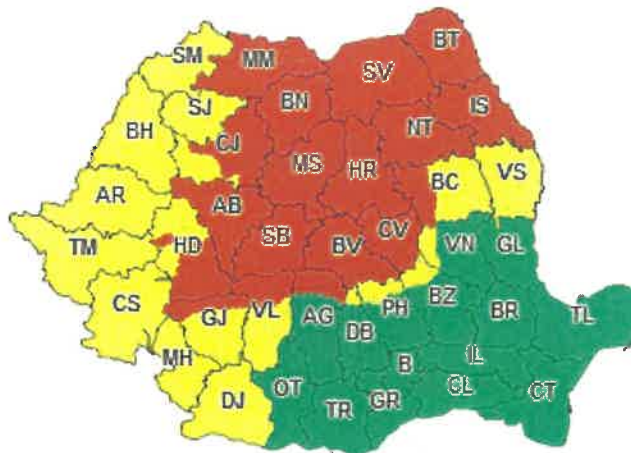 SM MM SV BT
SJ BN IS
BH CJ NT
MS HR BC VS
AR AB
TM HD SB BV CV VN GL
CS GJ VL AG PH BZ BR TL
MH DB
DJ OT B IL
TR GR CL CT